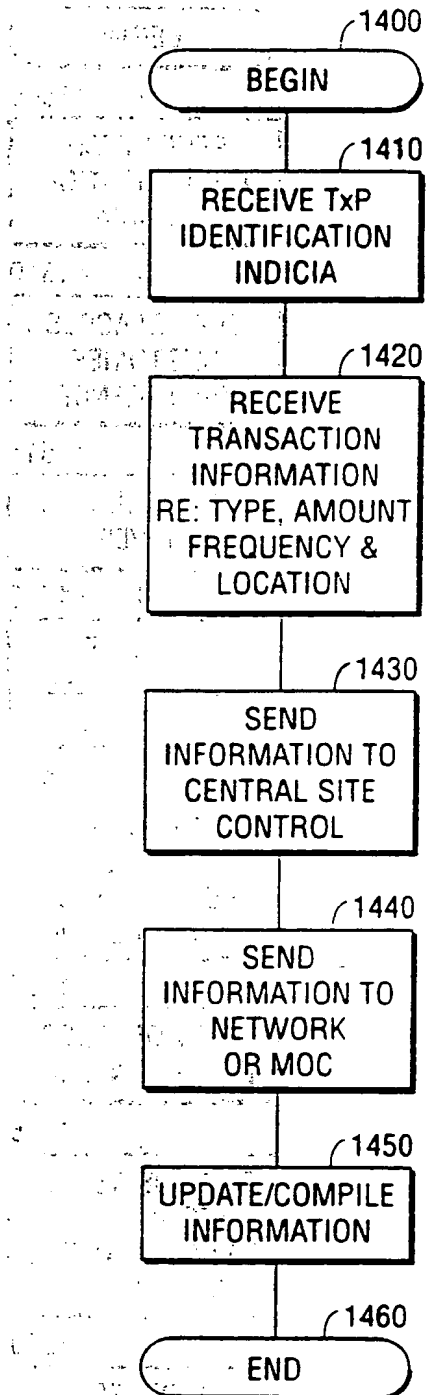 1400
BEGIN
1410
RECEIVE TxP
IDENTIFICATION
INDICIA
1420
RECEIVE
TRANSACTION
INFORMATION
RE: TYPE, AMOUNT
FREQUENCY &
LOCATION
1430
SEND
INFORMATION TO
CENTRAL SITE
CONTROL
1440
SEND
INFORMATION TO
NETWORK
OR MOC
1450
UPDATE/COMPILE
INFORMATION
1460
END